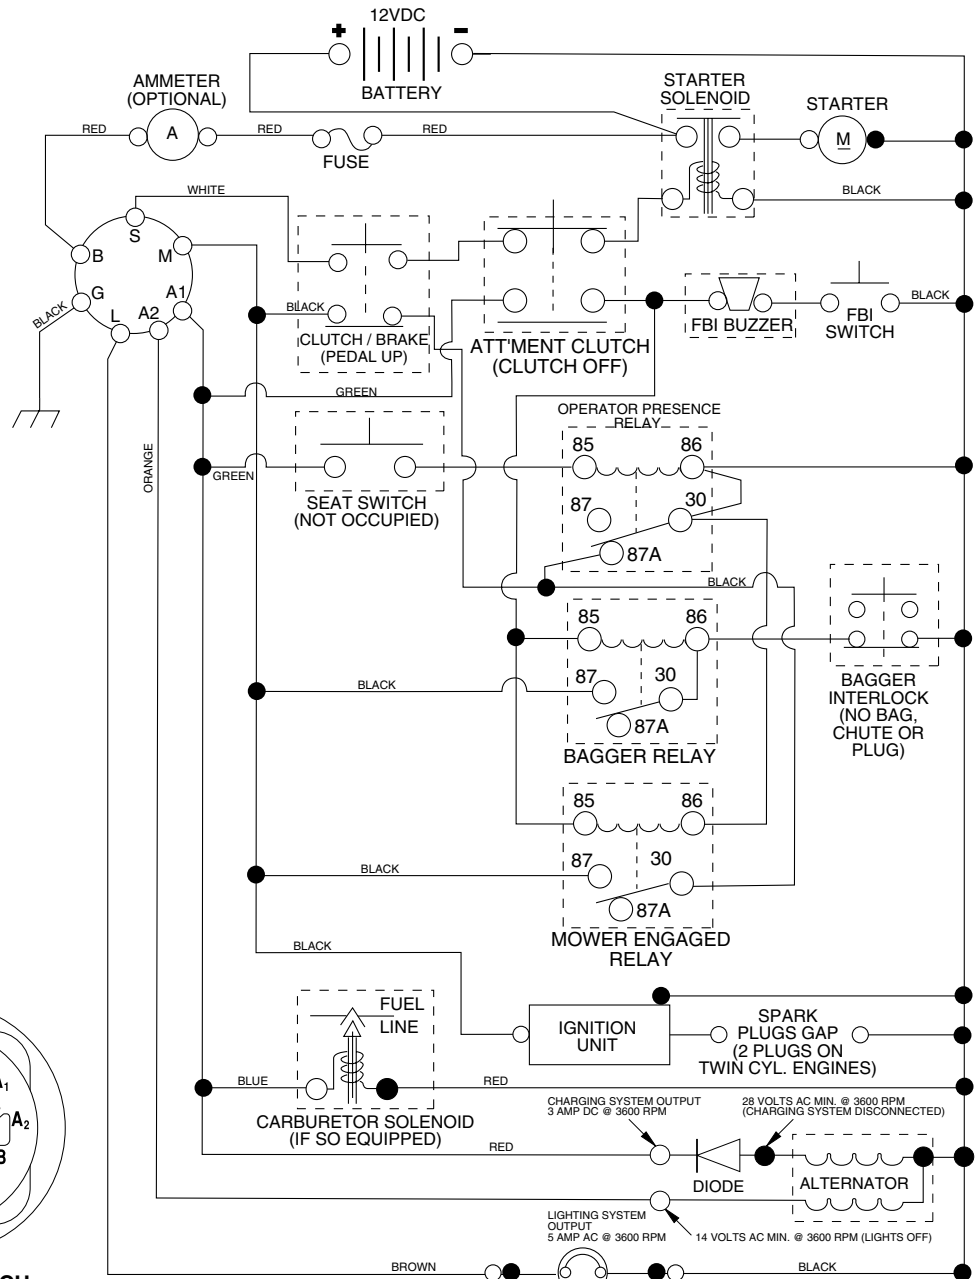 12VDC
+ -
BATTERY
AMMETER
(OPTIONAL)
STARTER
SOLENOID
STARTER
RED
A
RED
RED
M
FUSE
WHITE
BLACK
S
B
M
G
A1
L
A2
BLACK
BLACK
CLUTCH / BRAKE
(PEDAL UP)
ATT'MENT CLUTCH
(CLUTCH OFF)
FBI BUZZER
FBI
SWITCH
BLACK
GREEN
OPERATOR PRESENCE
RELAY
85 86
87 30
87A
ORANGE
GREEN
SEAT SWITCH
(NOT OCCUPIED)
BLACK
85 86
87 30
87A
BLACK
BAGGER RELAY
BAGGER
INTERLOCK
(NO BAG,
CHUTE OR
PLUG)
85 86
87 30
87A
BLACK
MOWER ENGAGED
RELAY
BLACK
FUEL
LINE
IGNITION
UNIT
SPARK
PLUGS GAP
(2 PLUGS ON
TWIN CYL. ENGINES)
BLUE
RED
CARBURETOR SOLENOID
(IF SO EQUIPPED)
CHARGING SYSTEM OUTPUT
3 AMP DC @ 3600 RPM
28 VOLTS AC MIN. @ 3600 RPM
(CHARGING SYSTEM DISCONNECTED)
A2
RED
DIODE
ALTERNATOR
LIGHTING SYSTEM
OUTPUT
5 AMP AC @ 3600 RPM
14 VOLTS AC MIN. @ 3600 RPM (LIGHTS OFF)
BROWN
BLACK